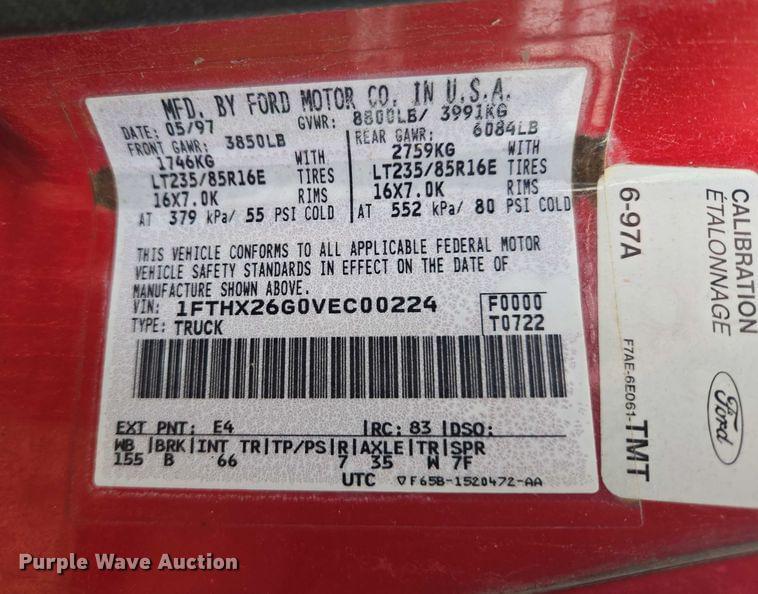 MFD. BY FORD MOTOR CO. IN U.S.A.
DATE: 05/97 GVWR: 8800LB/ 3991KG
FRONT GAWR: 3850LB REAR GAWR: 6084LB
1746KG WITH 2759KG WITH
LT235/85R16E TIRES LT235/85R16E TIRES
16X7.0K RIMS 16X7.0K RIMS
AT 379 kPa/ 55 PSI COLD AT 552 kPa/ 80 PSI COLD
THIS VEHICLE CONFORMS TO ALL APPLICABLE FEDERAL MOTOR
VEHICLE SAFETY STANDARDS IN EFFECT ON THE DATE OF
MANUFACTURE SHOWN ABOVE.
VIN: 1FTHX26G0VEC00224 F0000
TYPE: TRUCK T0722
EXT PNT: E4 |RC: 83 |DSO:
WB |BRK|INT TR|TP/PS|R|AXLE|TR|SPR
155 B 66 7 35 W 7F
UTC ▽F65B-1520472-AA
CALIBRATION
ÉTALONNAGE
6-97A
Ford
F7AE-6E061-TMT
Purple Wave Auction